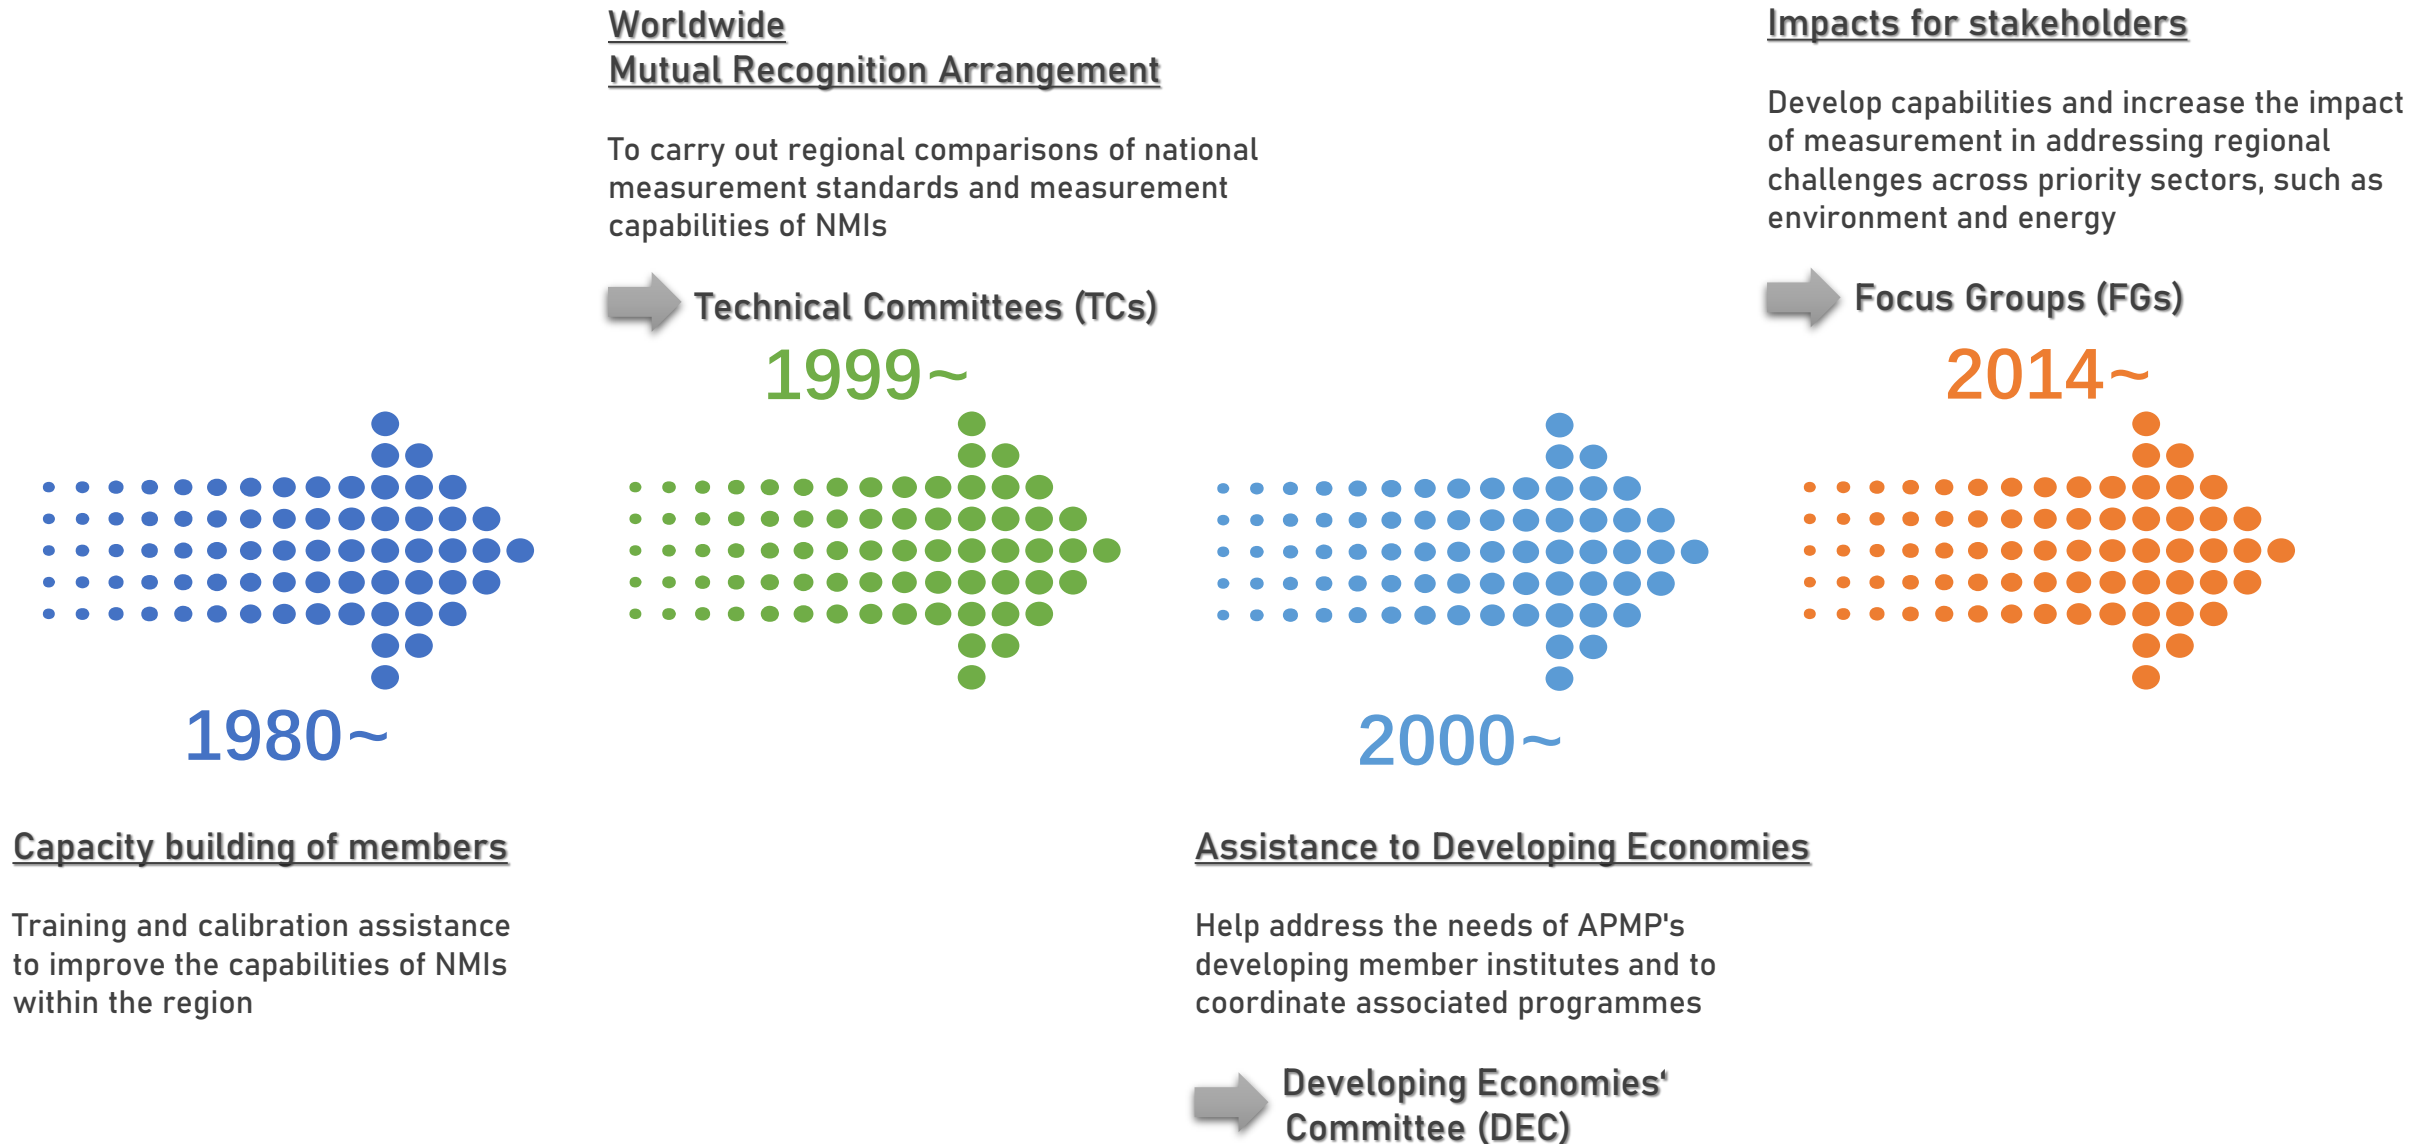 Worldwide
Mutual Recognition Arrangement
To carry out regional comparisons of national
measurement standards and measurement
capabilities of NMIs
Technical Committees (TCs)
1999~
Impacts for stakeholders
Develop capabilities and increase the impact
of measurement in addressing regional
challenges across priority sectors, such as
environment and energy
Focus Groups (FGs)
2014~
1980~
Capacity building of members
Training and calibration assistance
to improve the capabilities of NMIs
within the region
2000~
Assistance to Developing Economies
Help address the needs of APMP's
developing member institutes and to
coordinate associated programmes
Developing Economies‘
Committee (DEC)